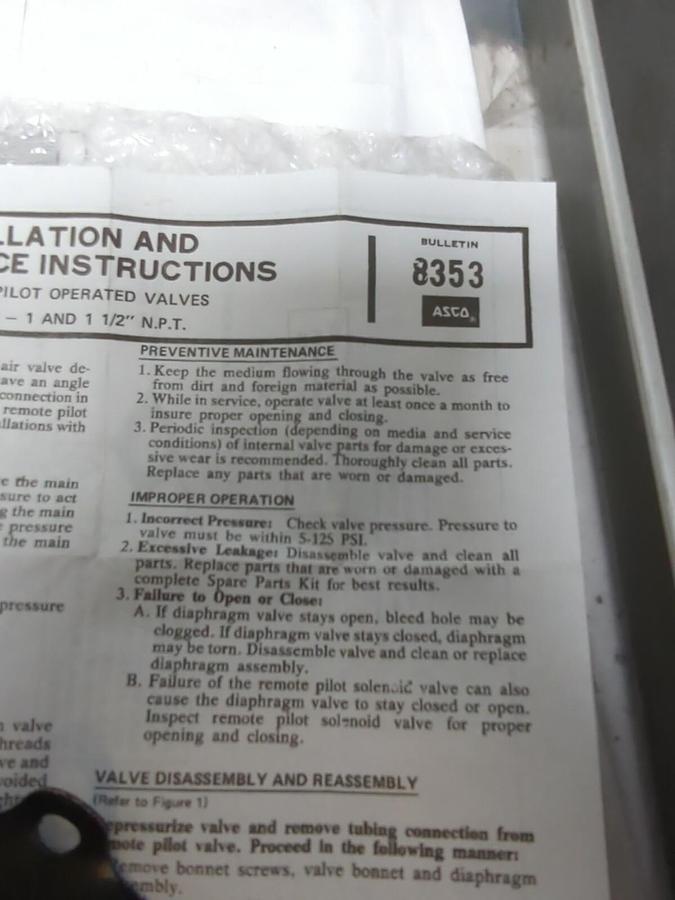 LLATION AND
CE INSTRUCTIONS
PILOT OPERATED VALVES
– 1 AND 1 1/2" N.P.T.
BULLETIN
8353
ASCO
air valve de-
ave an angle
connection in
remote pilot
llations with
e the main
sure to act
g the main
pressure
the main
pressure
valve
hreads
ve and
voided
PREVENTIVE MAINTENANCE
1. Keep the medium flowing through the valve as free
from dirt and foreign material as possible.
2. While in service, operate valve at least once a month to
insure proper opening and closing.
3. Periodic inspection (depending on media and service
conditions) of internal valve parts for damage or exces-
sive wear is recommended. Thoroughly clean all parts.
Replace any parts that are worn or damaged.
IMPROPER OPERATION
1. Incorrect Pressure: Check valve pressure. Pressure to
valve must be within 5-125 PSI.
2. Excessive Leakage: Disassemble valve and clean all
parts. Replace parts that are worn or damaged with a
complete Spare Parts Kit for best results.
3. Failure to Open or Close:
A. If diaphragm valve stays open, bleed hole may be
clogged. If diaphragm valve stays closed, diaphragm
may be torn. Disassemble valve and clean or replace
diaphragm assembly.
B. Failure of the remote pilot solenoid valve can also
cause the diaphragm valve to stay closed or open.
Inspect remote pilot solenoid valve for proper
opening and closing.
VALVE DISASSEMBLY AND REASSEMBLY
(Refer to Figure 1)
epressurize valve and remove tubing connection from
mote pilot valve. Proceed in the following manner:
emove bonnet screws, valve bonnet and diaphragm
embly.